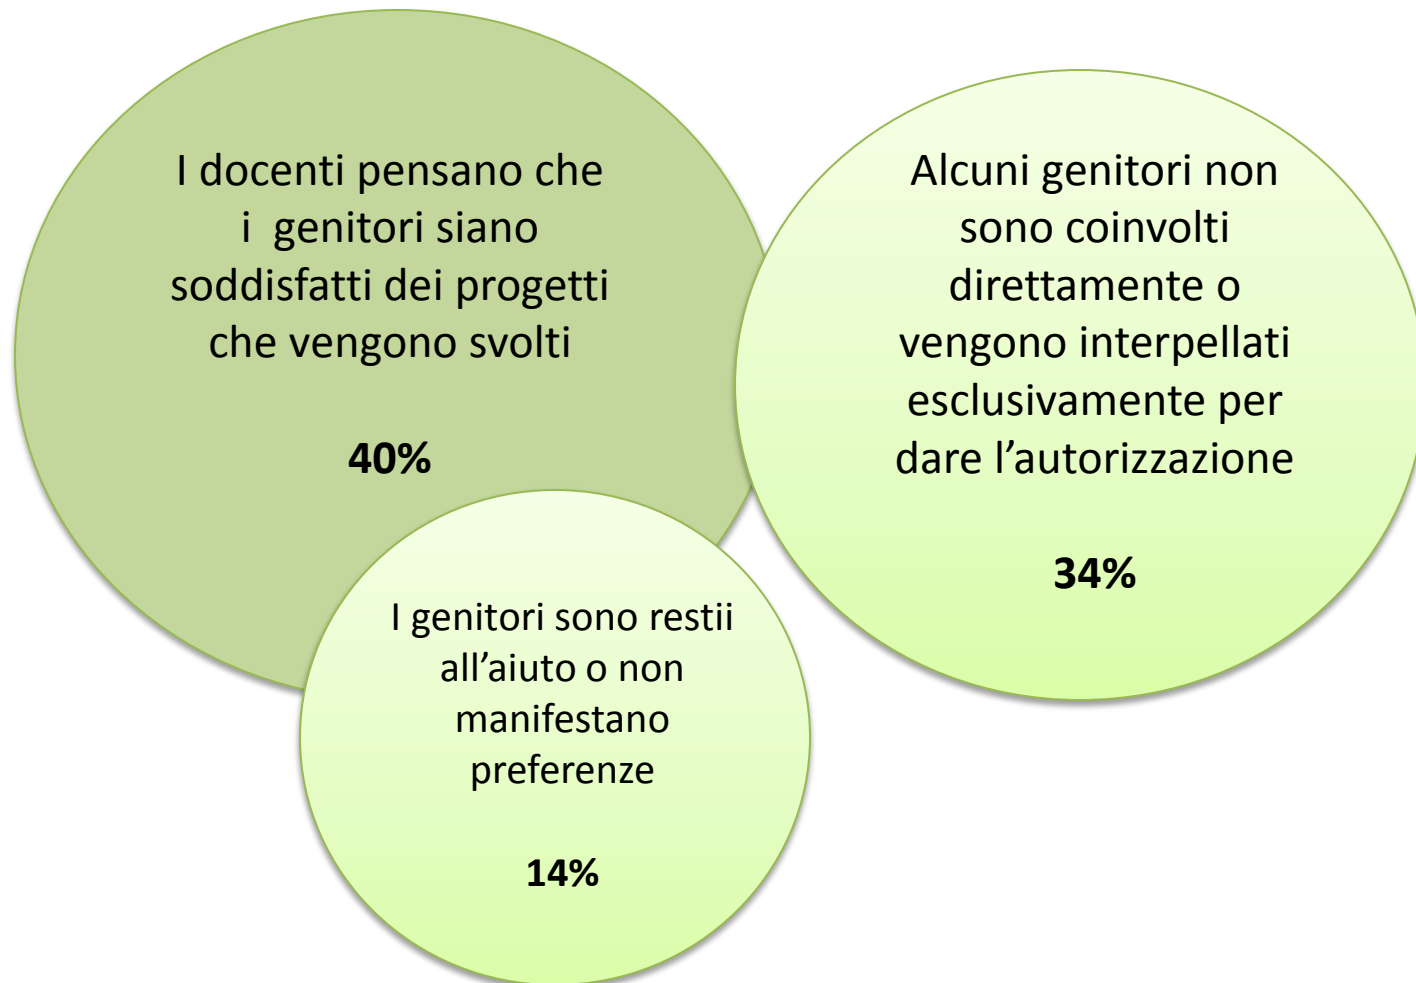 I docenti pensano che
i genitori siano
soddisfatti dei progetti
che vengono svolti
40%
Alcuni genitori non
sono coinvolti
direttamente o
vengono interpellati
esclusivamente per
dare l’autorizzazione
34%
I genitori sono restii
all’aiuto o non
manifestano
preferenze
14%